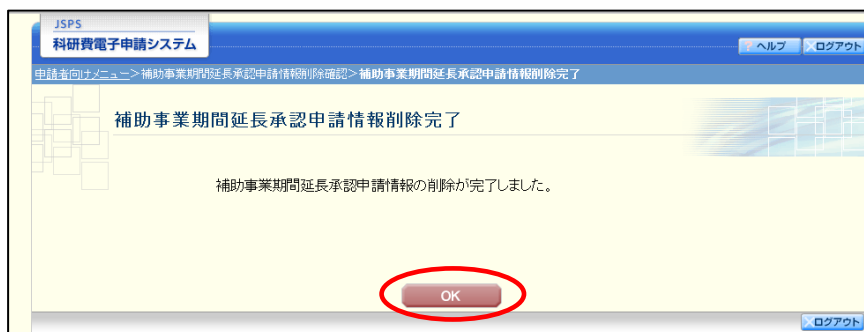 JSPS
科研費電子申請システム
? ヘルプ
×ログアウト
申請者向けメニュー>補助事業期間延長承認申請情報削除確認>補助事業期間延長承認申請情報削除完了
補助事業期間延長承認申請情報削除完了
補助事業期間延長承認申請情報の削除が完了しました。
OK
×ログアウト